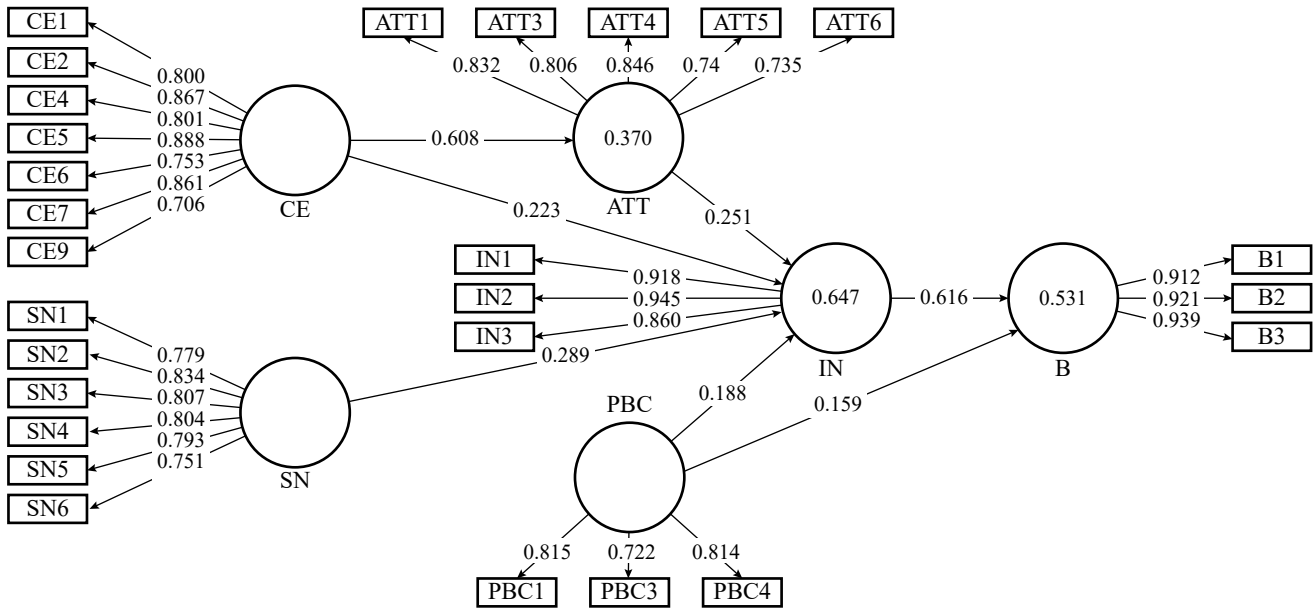 CE1
CE2
CE4
CE5
CE6
CE7
CE9
0.800
0.867
0.801
0.888
0.753
0.861
0.706
CE
ATT1
ATT3
ATT4
ATT5
ATT6
0.832
0.806
0.846
0.74
0.735
0.608
0.370
ATT
0.223
0.251
IN1
IN2
IN3
0.918
0.945
0.860
0.647
IN
0.616
0.531
B
0.912
0.921
0.939
B1
B2
B3
SN1
SN2
SN3
SN4
SN5
SN6
0.779
0.834
0.807
0.804
0.793
0.751
SN
0.289
PBC
0.188
0.159
0.815
0.722
0.814
PBC1
PBC3
PBC4